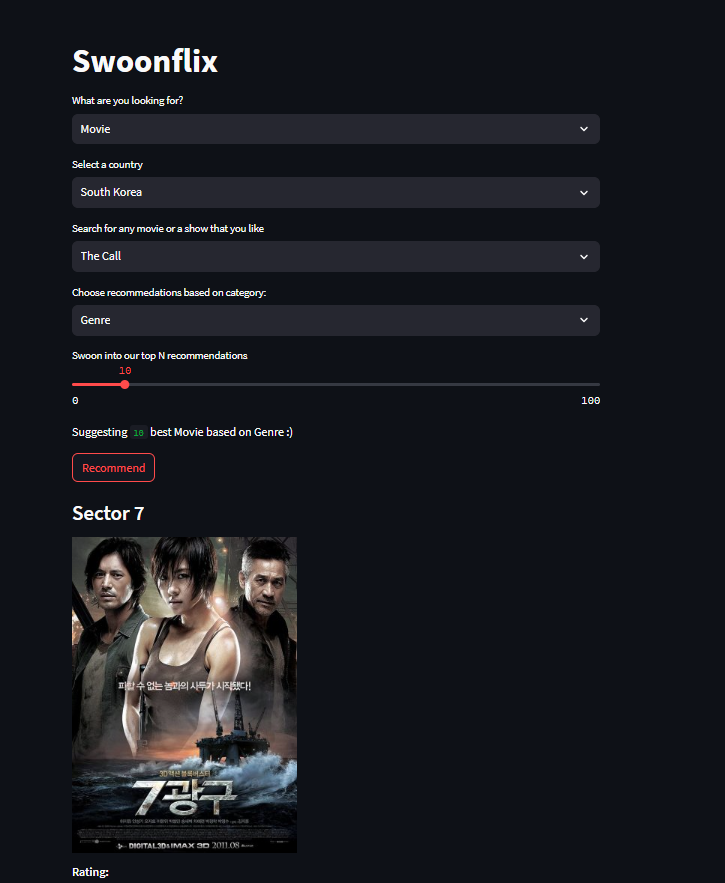 Swoonflix
What are you looking for?
Movie
Select a country
South Korea
Search for any movie or a show that you like
The Call
Choose recommedations based on category:
Genre
Swoon into our top N recommendations
10
0 100
Suggesting 10 best Movie based on Genre :)
Recommend
Sector 7
피할 수 없는 놈과의 사투가 시작됐다!
3D 액션 블록버스터
7광구
DIGITAL3D & IMAX 3D 2011.08
Rating: